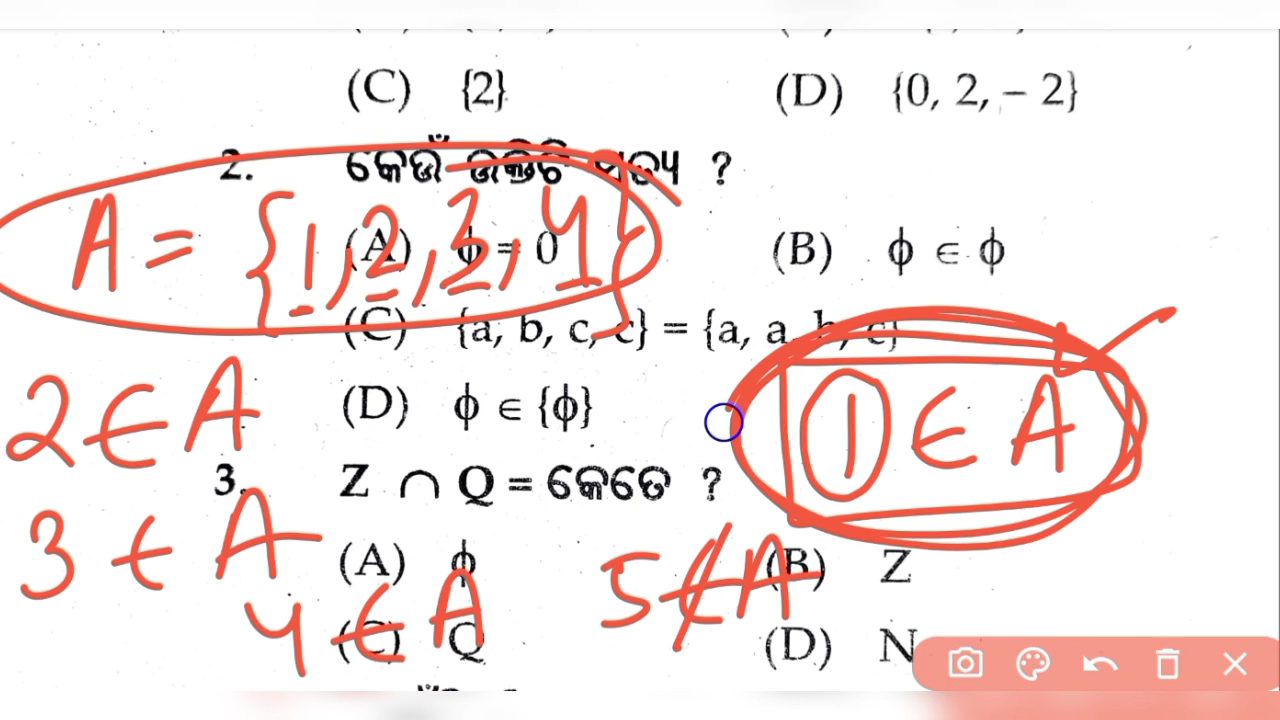 (C) {2} (D) {0, 2, – 2}
2. କେଉଁ ଉକ୍ତିଟି ସତ୍ୟ ?
A = {1, 2, 3, 4}
(A) ϕ = 0 (B) ϕ ∈ ϕ
(C) {a, b, c, c} = {a, a, b, c}
2 ∈ A
(D) ϕ ∈ {ϕ}
1 ∈ A
3. Z ∩ Q = କେତେ ?
3 ∈ A
(A) ϕ (B) Z
4 ∈ A
5 ∉ A
(C) Q (D) N